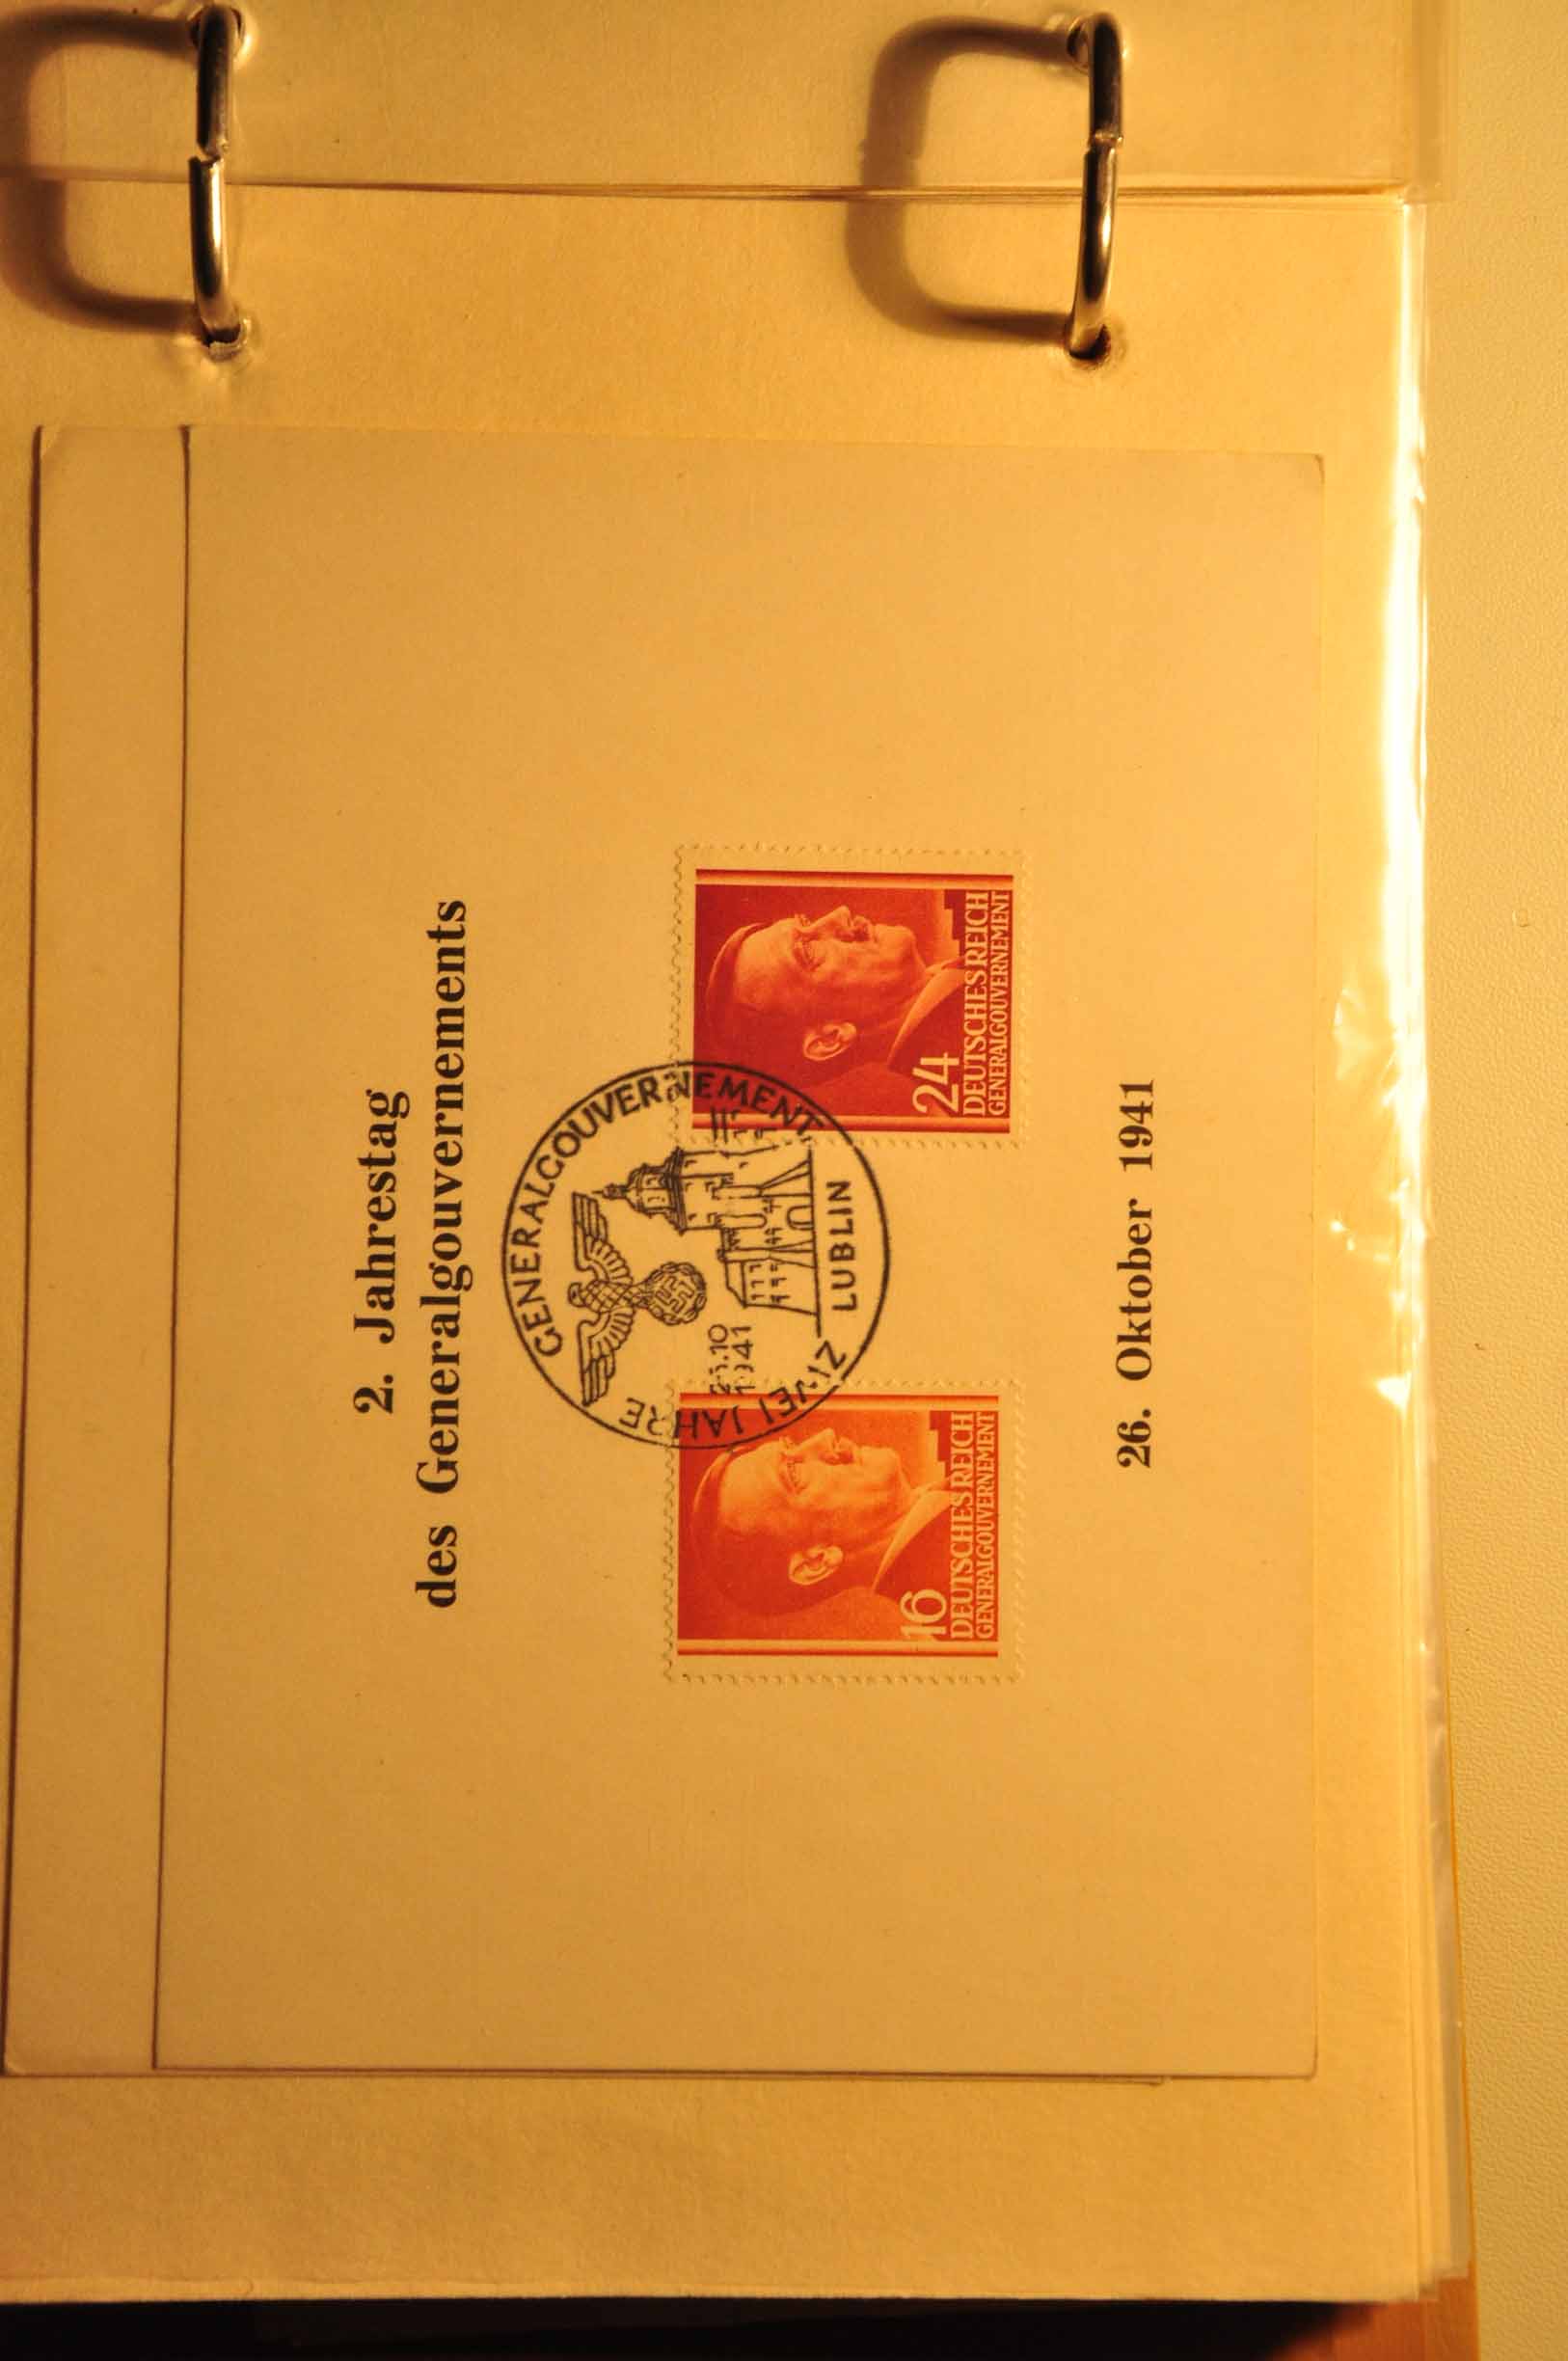 2. Jahrestag
des Generalgouvernements
16
DEUTSCHES REICH
GENERALGOUVERNEMENT
ZWEI JAHRE
GENERALGOUVERNEMENT
26.10
1941
LUBLIN
24
DEUTSCHES REICH
GENERALGOUVERNEMENT
26. Oktober 1941